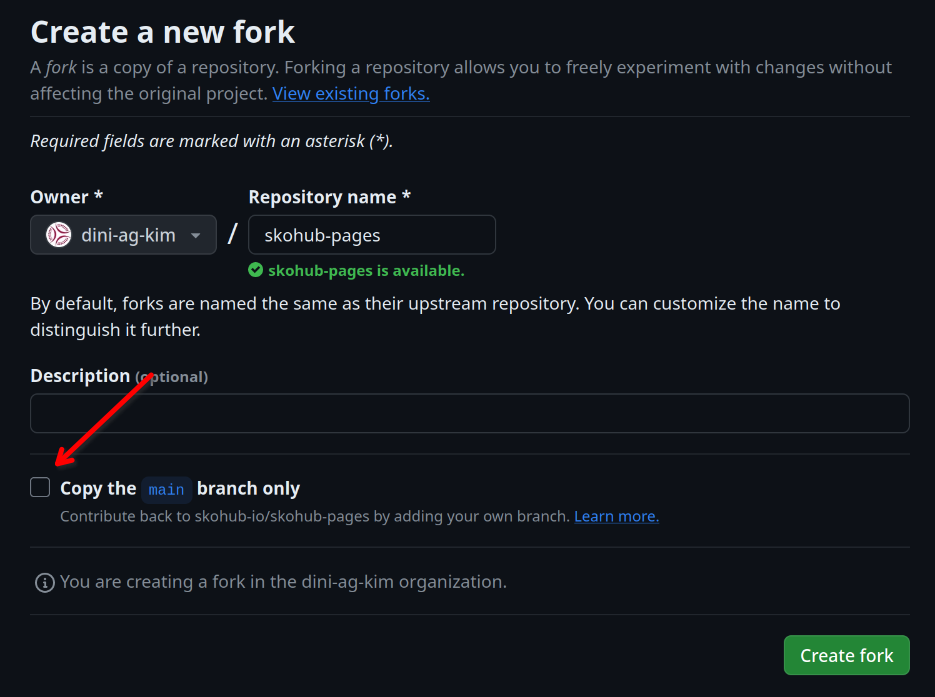 Create a new fork
A fork is a copy of a repository. Forking a repository allows you to freely experiment with changes without
affecting the original project. View existing forks.
Required fields are marked with an asterisk (*).
Owner * Repository name *
dini-ag-kim / skohub-pages
skohub-pages is available.
By default, forks are named the same as their upstream repository. You can customize the name to
distinguish it further.
Description (optional)
Copy the main branch only
Contribute back to skohub-io/skohub-pages by adding your own branch. Learn more.
You are creating a fork in the dini-ag-kim organization.
Create fork